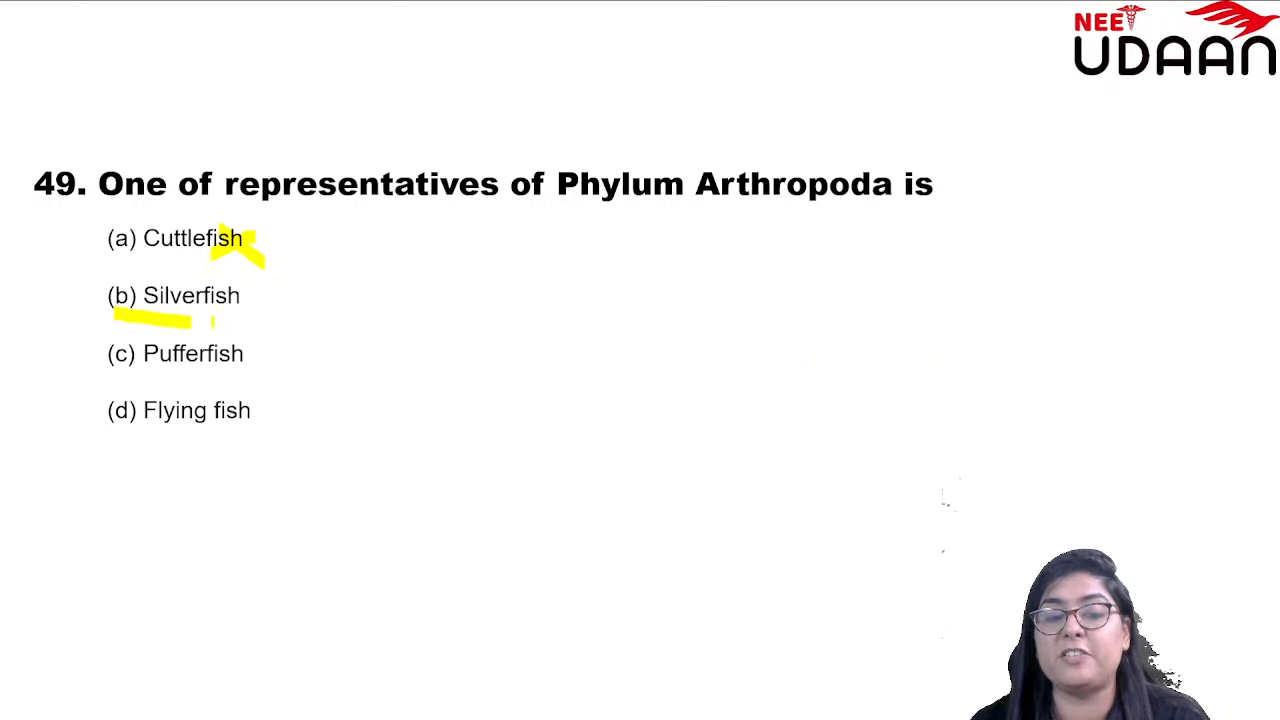 NEET
UDAAN
49. One of representatives of Phylum Arthropoda is
(a) Cuttlefish
(b) Silverfish
(c) Pufferfish
(d) Flying fish